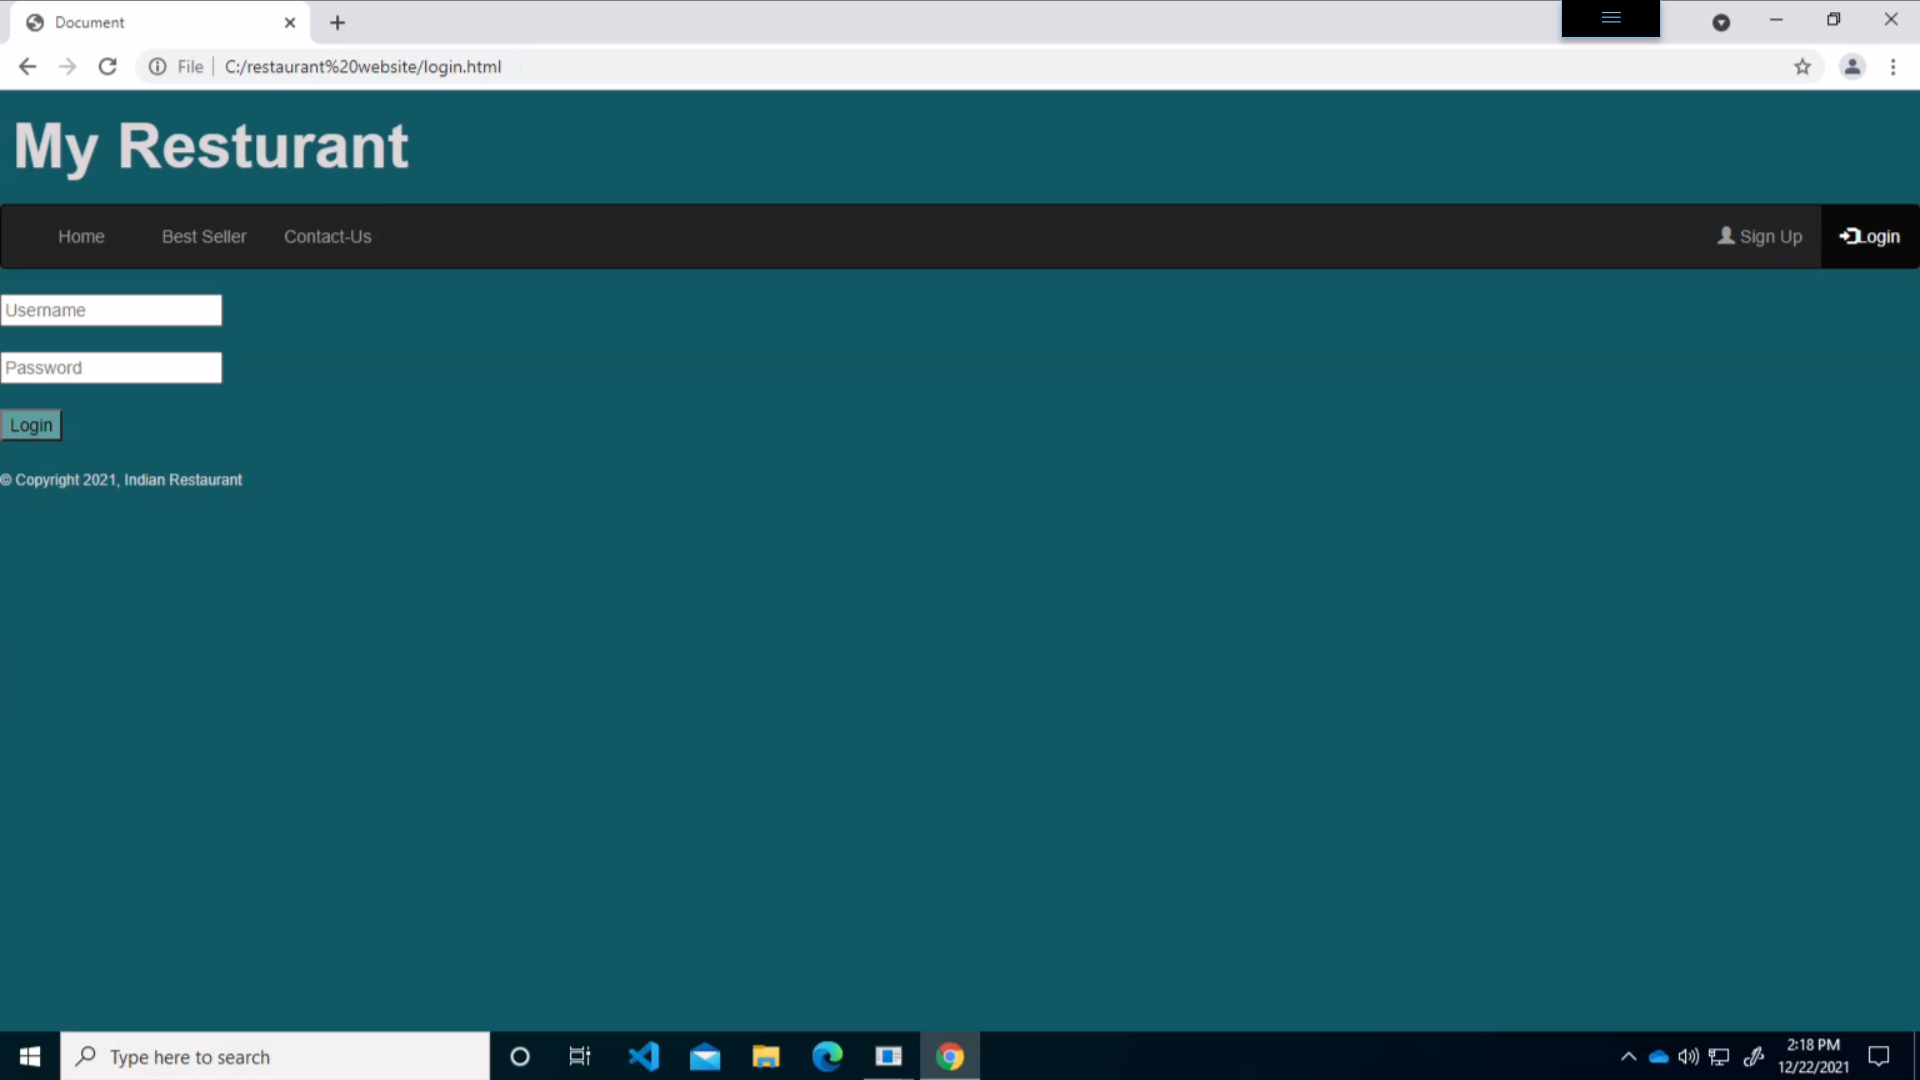 Document
File
C:/restaurant%20website/login.html
My Resturant
Home Best Seller Contact-Us Sign Up Login
Username
Password
Login
© Copyright 2021, Indian Restaurant
Type here to search
2:18 PM
12/22/2021